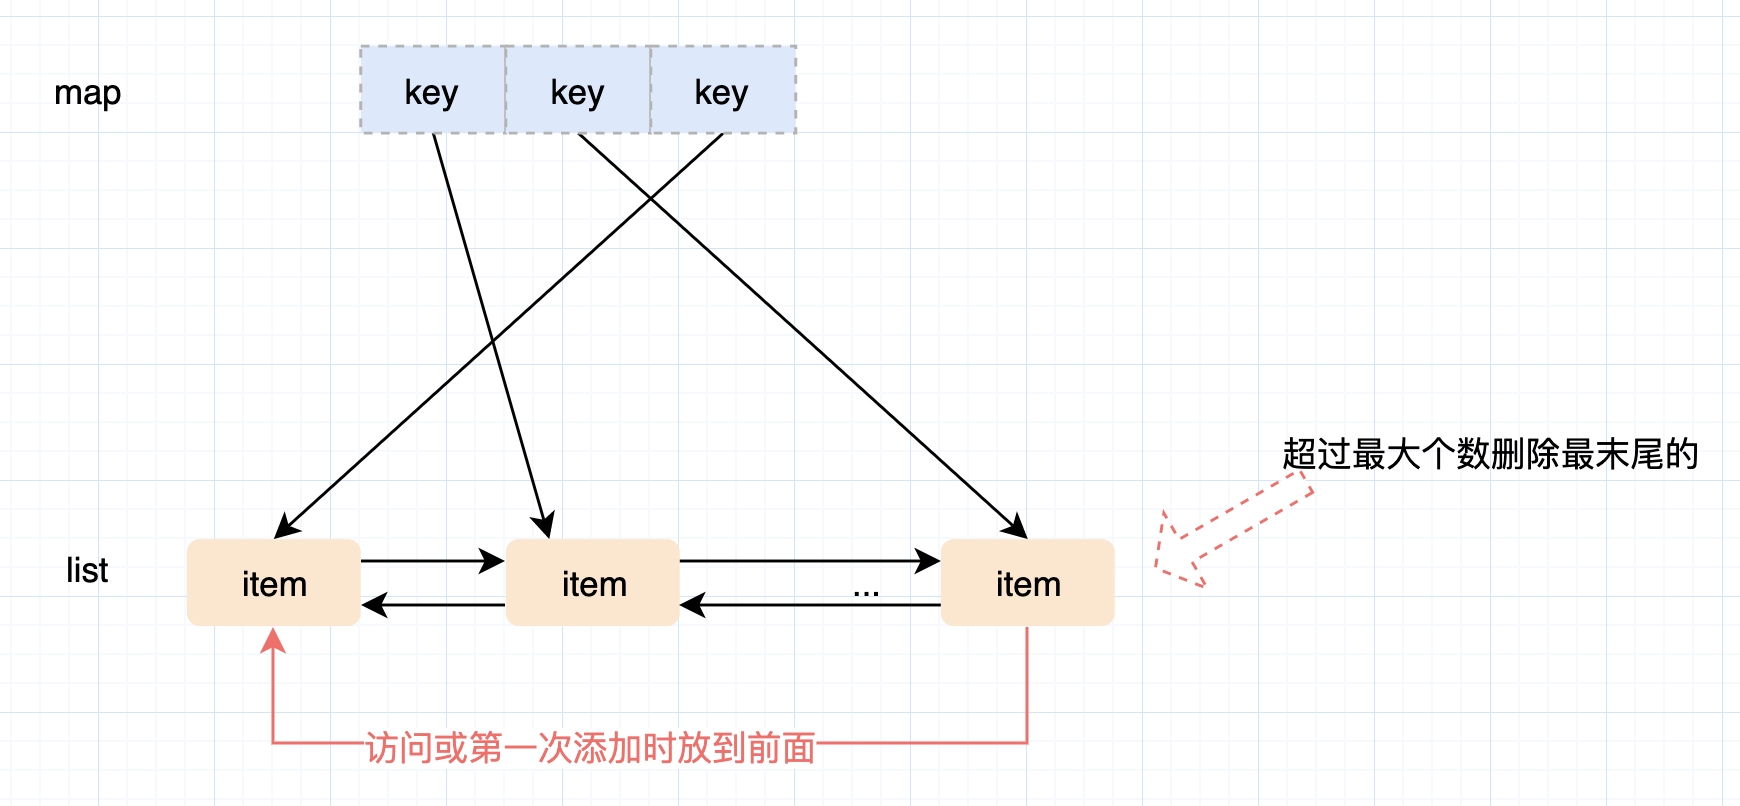 map
key
key
key
超过最大个数删除最末尾的
list
item
item
...
item
访问或第一次添加时放到前面